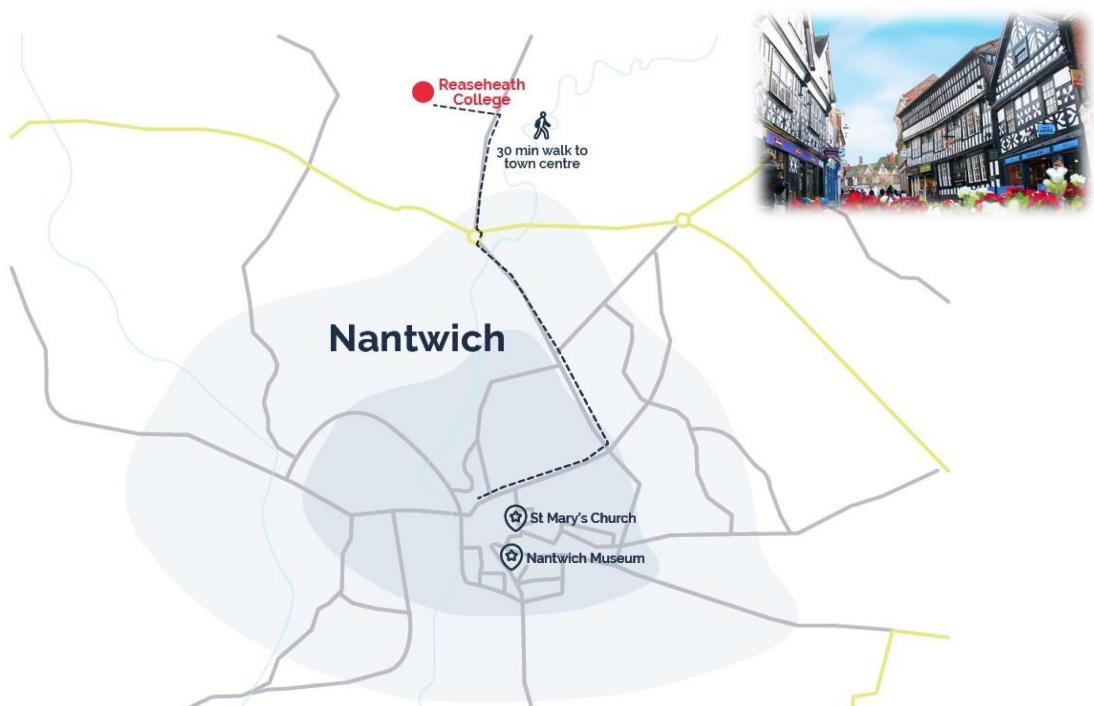 Reaseheath
College
30 min walk to
town centre
Nantwich
St Mary's Church
Nantwich Museum